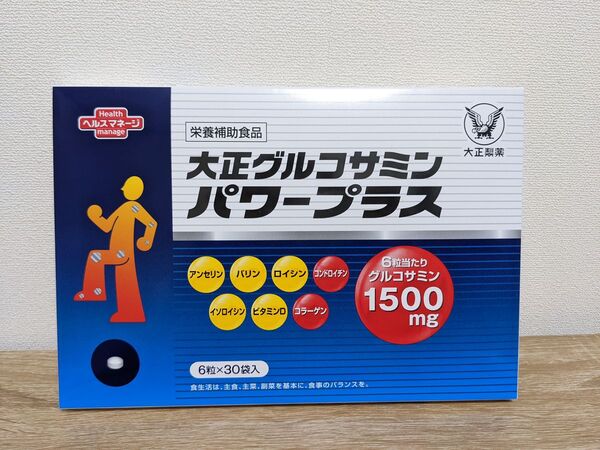 Health
ヘルスマネージ
manage
栄養補助食品
大正製薬
大正グルコサミン
パワープラス
アンセリン
バリン
ロイシン
コンドロイチン
イソロイシン
ビタミンD
コラーゲン
6粒当たり
グルコサミン
1500
mg
6粒×30袋入
食生活は、主食、主菜、副菜を基本に、食事のバランスを。